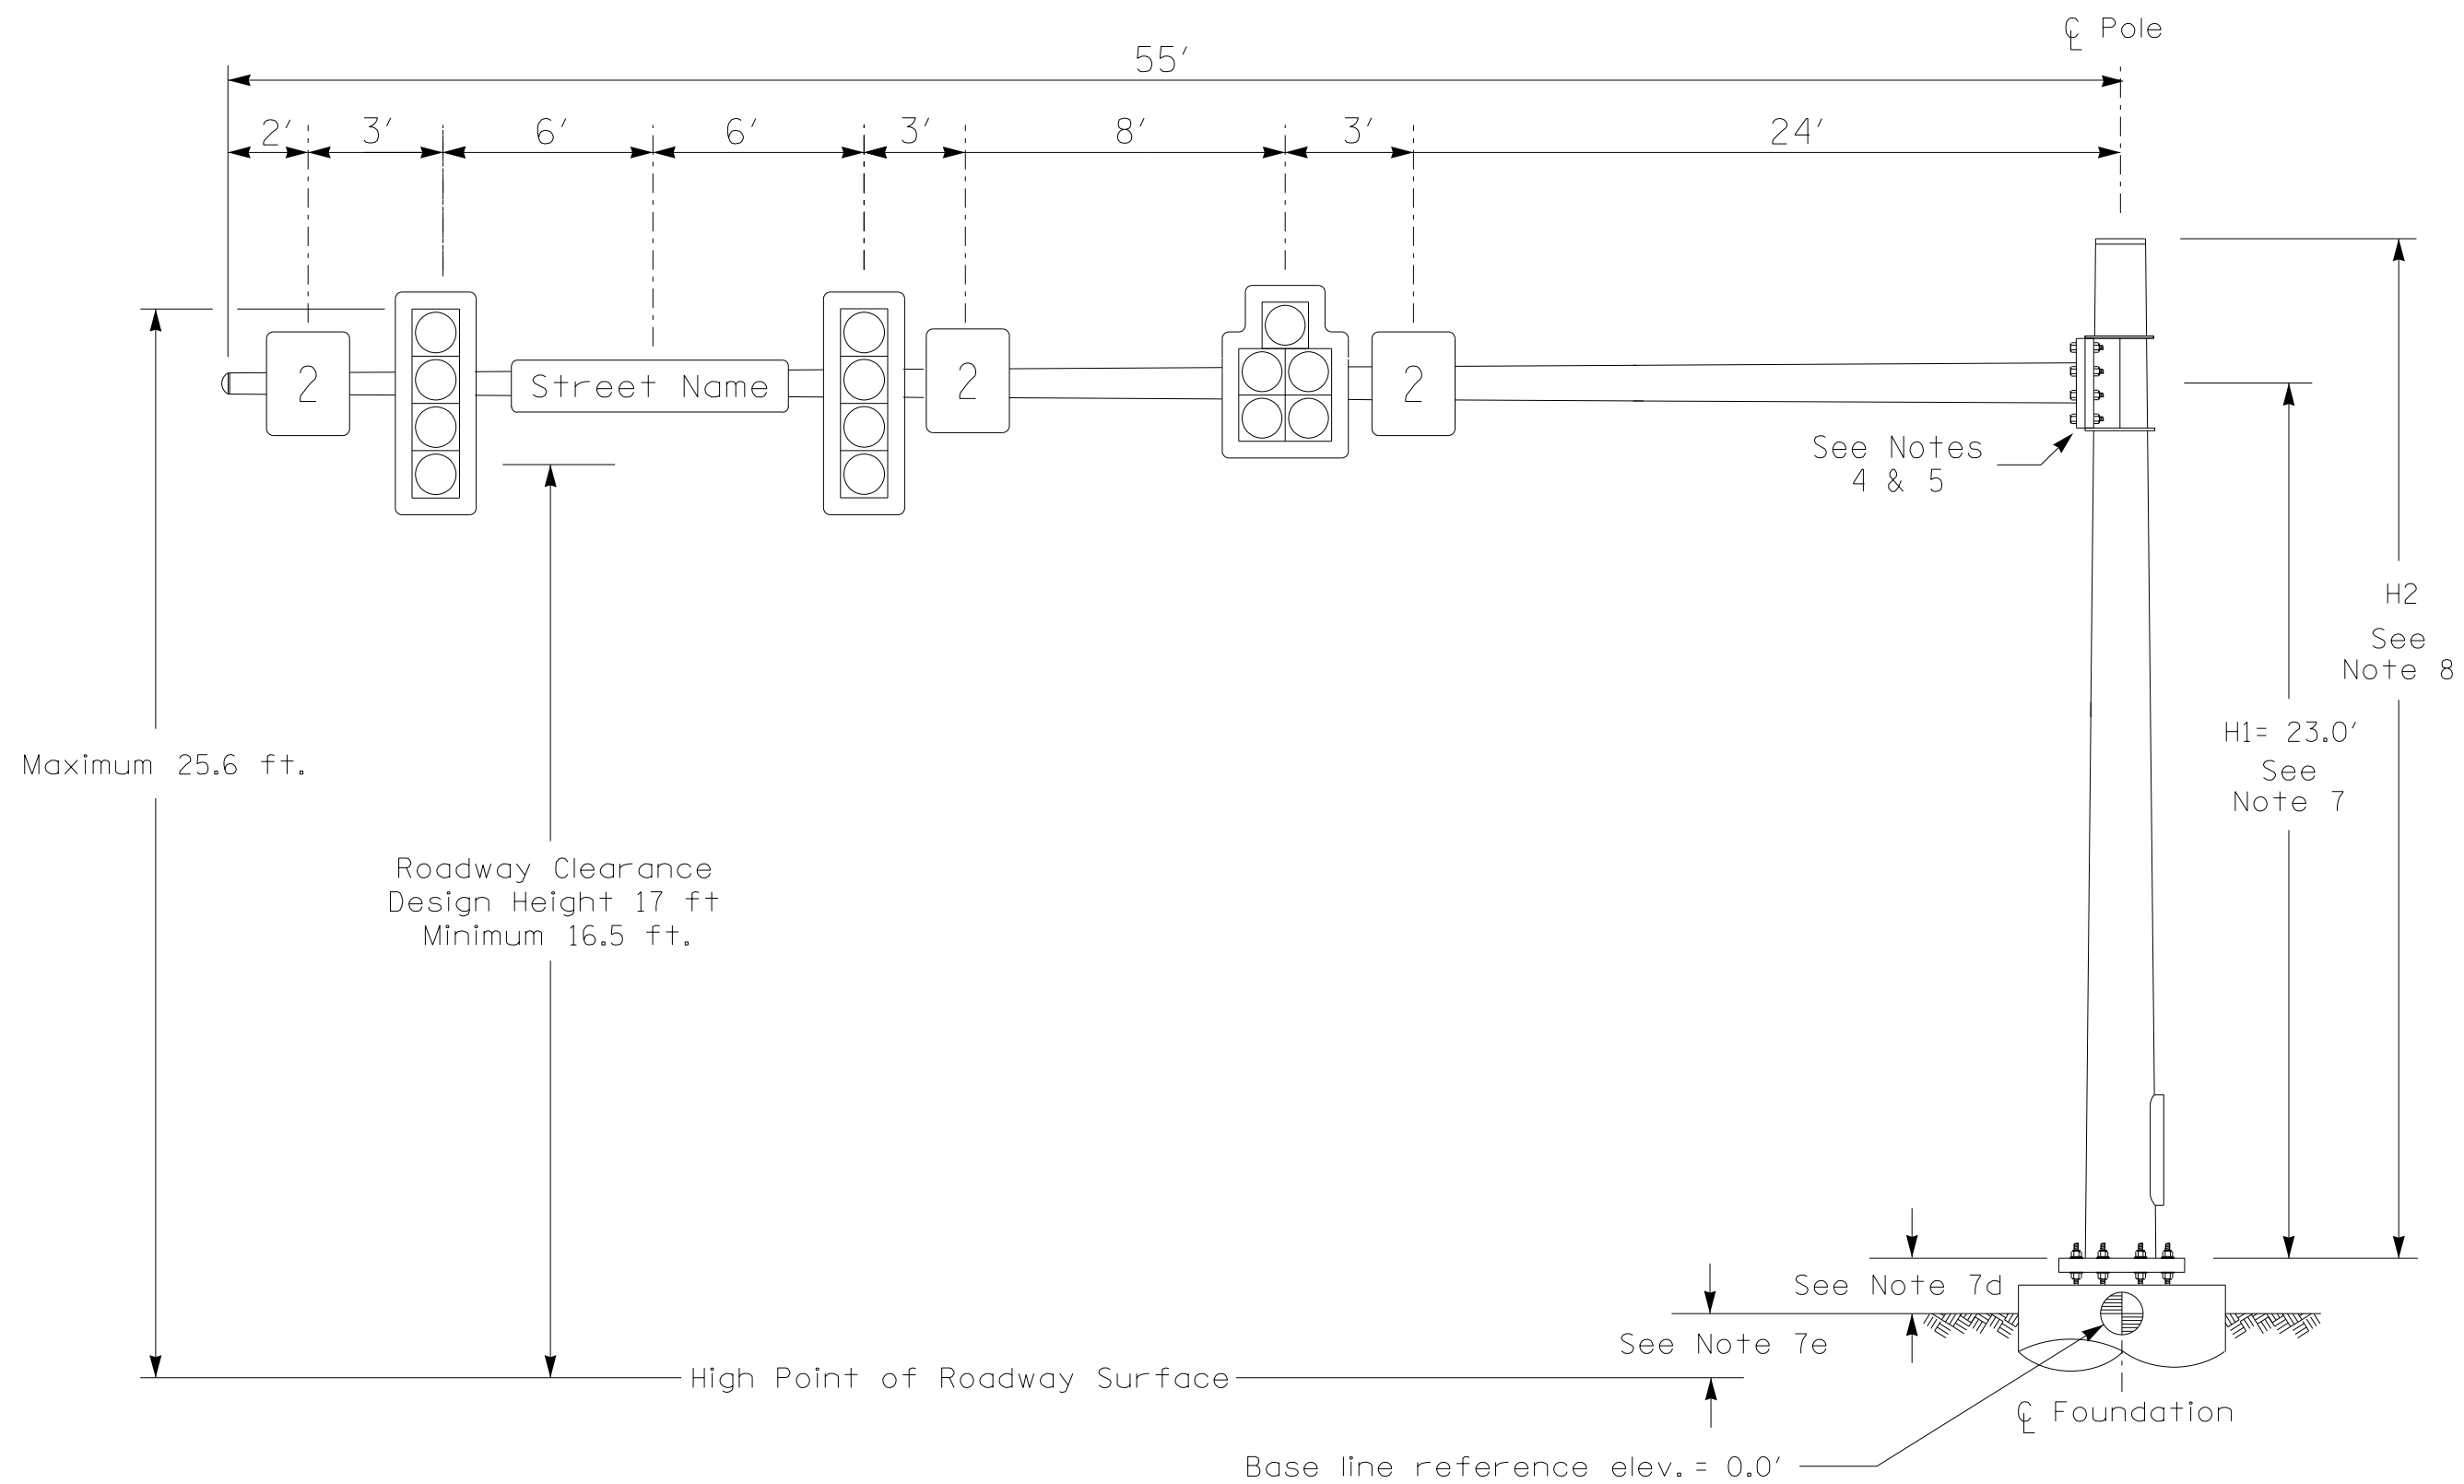 ℄ Pole
55'
2' 3' 6' 6' 3' 8' 3' 24'
2 Street Name 2 2
See Notes
4 & 5
H2
See
Note 8
H1= 23.0'
See
Note 7
Maximum 25.6 ft.
Roadway Clearance
Design Height 17 ft
Minimum 16.5 ft.
See Note 7d
See Note 7e
High Point of Roadway Surface
℄ Foundation
Base line reference elev.= 0.0'